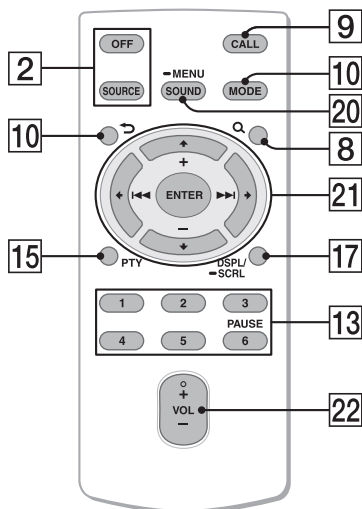 9
OFF
CALL
2
-MENU
10
SOURCE
SOUND
MODE
20
10
8
+
ENTER
21
-
15
PTY
DSPL/
-SCRL
17
1
2
3
13
PAUSE
4
5
6
+
VOL
22
-